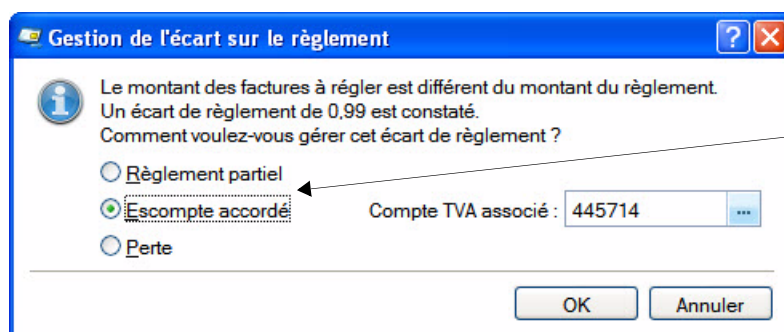 Gestion de l'écart sur le règlement
Le montant des factures à régler est différent du montant du règlement.
Un écart de règlement de 0,99 est constaté.
Comment voulez-vous gérer cet écart de règlement ?
Règlement partiel
Escompte accordé Compte TVA associé : 445714 ...
Perte
OK Annuler